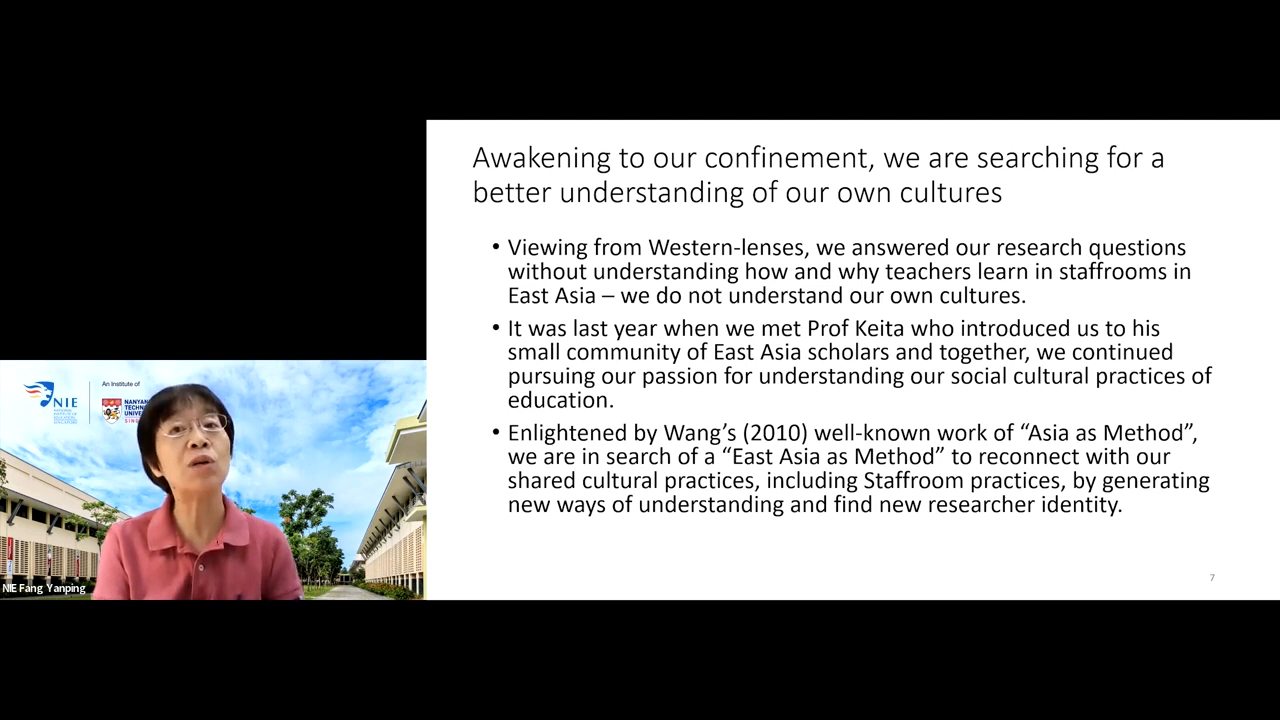 Awakening to our confinement, we are searching for a
better understanding of our own cultures
• Viewing from Western-lenses, we answered our research questions
without understanding how and why teachers learn in staffrooms in
East Asia – we do not understand our own cultures.
• It was last year when we met Prof Keita who introduced us to his
small community of East Asia scholars and together, we continued
pursuing our passion for understanding our social cultural practices of
education.
• Enlightened by Wang’s (2010) well-known work of “Asia as Method”,
we are in search of a “East Asia as Method” to reconnect with our
shared cultural practices, including Staffroom practices, by generating
new ways of understanding and find new researcher identity.
7
NIE
An Institute of
NIE Fang Yanping